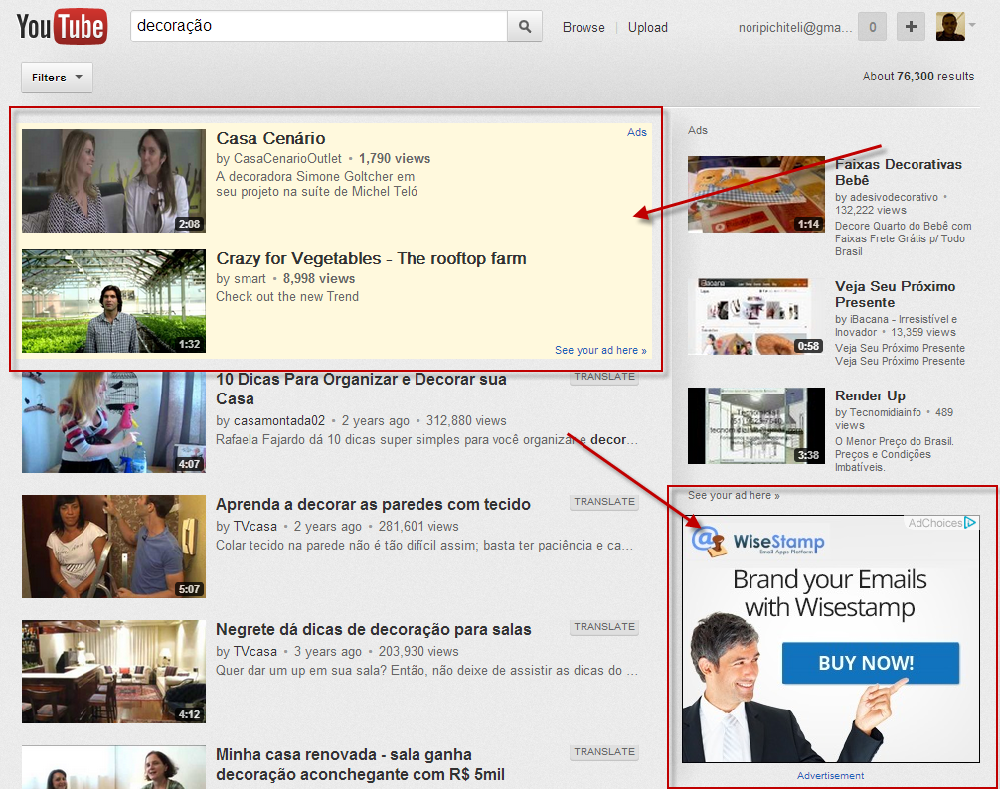 YouTube
decoração
Browse
Upload
noripichiteli@gma...
0
Filters
About 76,300 results
Ads
Casa Cenário
by CasaCenarioOutlet • 1,790 views
A decoradora Simone Goltcher em
seu projeto na suíte de Michel Teló
2:08
Crazy for Vegetables - The rooftop farm
by smart • 8,998 views
Check out the new Trend
1:32
See your ad here »
10 Dicas Para Organizar e Decorar sua
Casa
TRANSLATE
by casamontada02 • 2 years ago • 312,880 views
Rafaela Fajardo dá 10 dicas super simples para você organizar e decor...
4:07
Aprenda a decorar as paredes com tecido
TRANSLATE
by TVcasa • 2 years ago • 281,601 views
Colar tecido na parede não é tão difícil assim; basta ter paciência e ca...
5:07
Negrete dá dicas de decoração para salas
TRANSLATE
by TVcasa • 3 years ago • 203,930 views
Quer dar um up em sua sala? Então, não deixe de assistir as dicas do ...
4:12
Minha casa renovada - sala ganha
decoração aconchegante com R$ 5mil
TRANSLATE
Ads
Faixas Decorativas
Bebê
by adesivodecorativo •
132,222 views
Decore Quarto do Bebê com
Faixas Frete Grátis p/ Todo
Brasil
1:14
Veja Seu Próximo
Presente
by iBacana - Irresistível e
Inovador • 13,359 views
Veja Seu Próximo Presente
Veja Seu Próximo Presente
iBacana
0:58
Render Up
by Tecnomidiainfo • 489
views
O Menor Preço do Brasil.
Preços e Condições
Imbatíveis.
3:38
See your ad here »
AdChoices
WiseStamp
Email Apps Platform
Brand your Emails
with Wisestamp
BUY NOW!
Advertisement